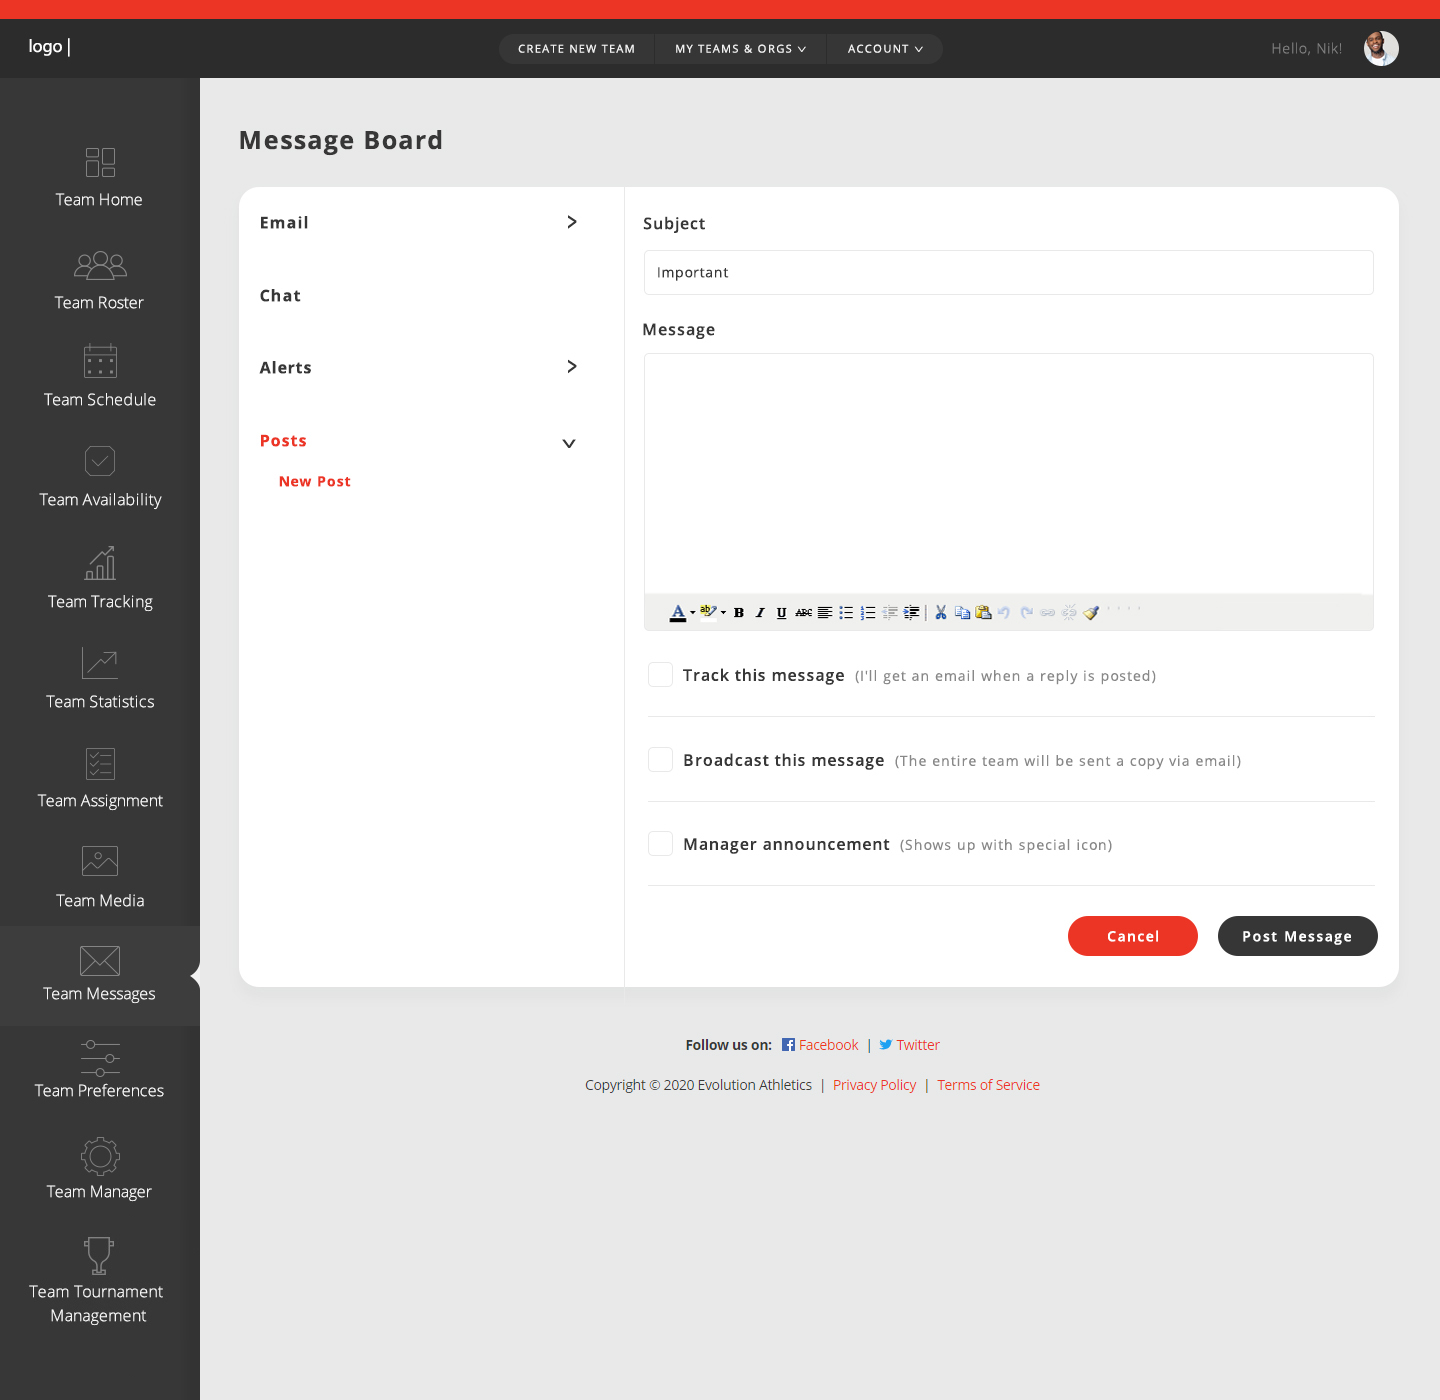 logo |
CREATE NEW TEAM
MY TEAMS & ORGS
ACCOUNT
Hello, Nik!
Team Home
Team Roster
Team Schedule
Team Availability
Team Tracking
Team Statistics
Team Assignment
Team Media
Team Messages
Team Preferences
Team Manager
Team Tournament
Management
Message Board
Email
Chat
Alerts
Posts
New Post
Subject
Important
Message
A ab B I U ABC
Track this message (I'll get an email when a reply is posted)
Broadcast this message (The entire team will be sent a copy via email)
Manager announcement (Shows up with special icon)
Cancel
Post Message
Follow us on: Facebook | Twitter
Copyright © 2020 Evolution Athletics | Privacy Policy | Terms of Service